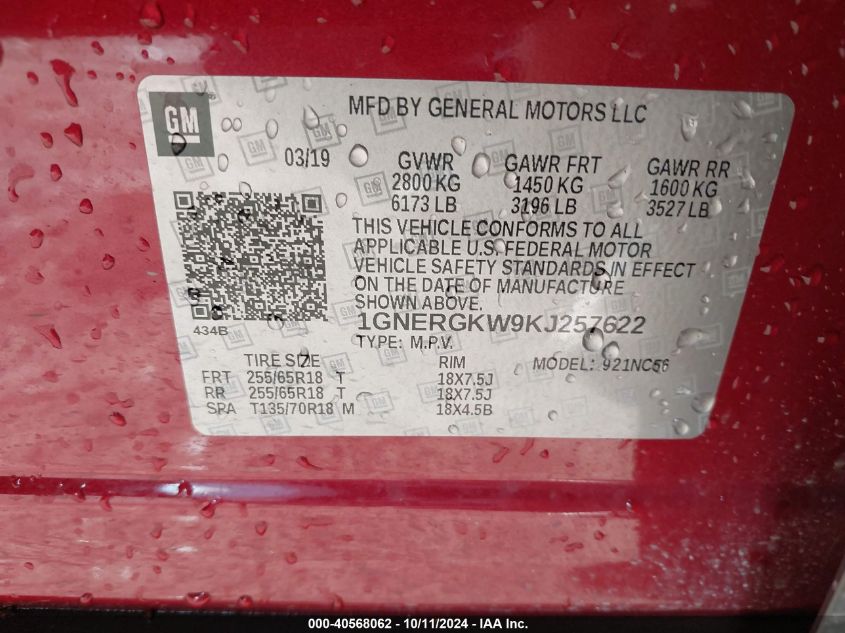 GM
MFD BY GENERAL MOTORS LLC
03/19 GVWR GAWR FRT GAWR RR
2800 KG 1450 KG 1600 KG
6173 LB 3196 LB 3527 LB
THIS VEHICLE CONFORMS TO ALL
APPLICABLE U.S. FEDERAL MOTOR
VEHICLE SAFETY STANDARDS IN EFFECT
ON THE DATE OF MANUFACTURE
SHOWN ABOVE.
1GNERGKW9KJ257622
434B
TYPE: M.P.V. MODEL: 921NC56
TIRE SIZE RIM
FRT 255/65R18 T 18X7.5J
RR 255/65R18 T 18X7.5J
SPA T135/70R18 M 18X4.5B
000-40568062 - 10/11/2024 - IAA Inc.